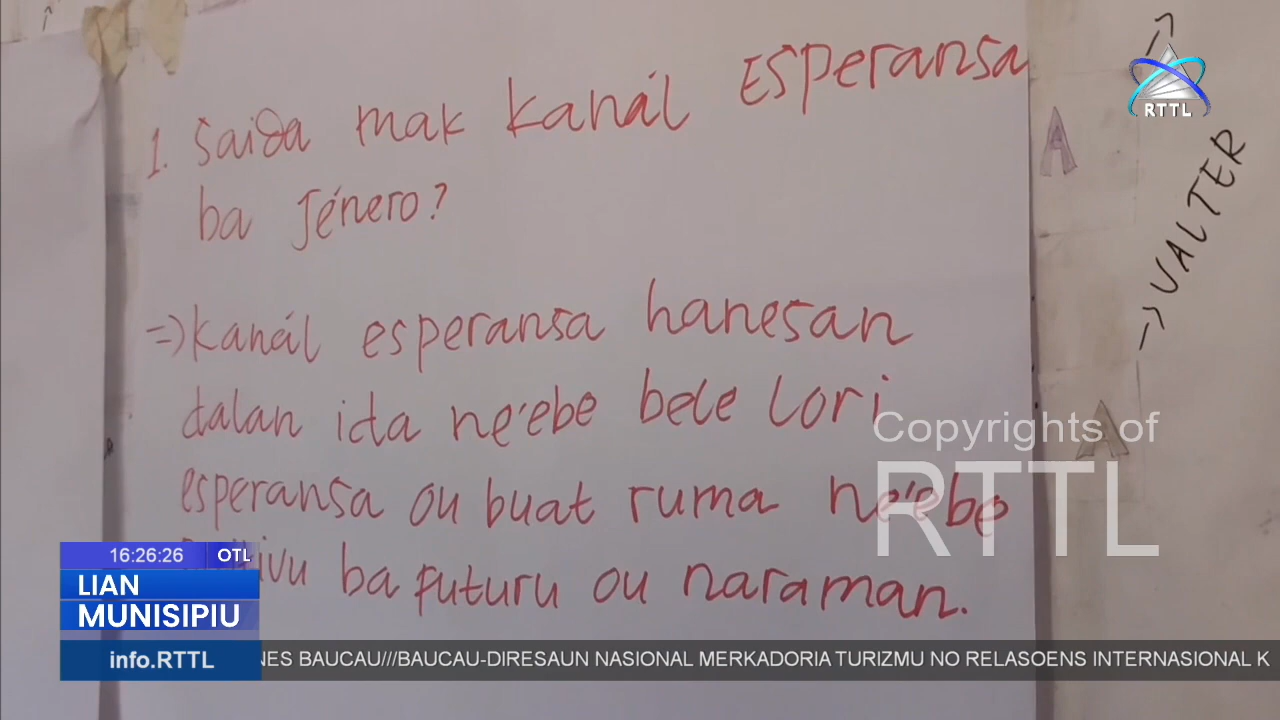 1. Saida mak kanál Esperansa
ba Jénero?
=> Kanál esperansa hanesan
dalan ida ne'ebe bele lori
esperansa ou buat ruma ne'ebe
ba futuru ou naraman.
A
-> VALTER ->
A
RTTL
Copyrights of
RTTL
16:26:26 OTL
LIAN
MUNISIPIU
info.RTTL
NES BAUCAU///BAUCAU-DIRESAUN NASIONAL MERKADORIA TURIZMU NO RELASOENS INTERNASIONAL K